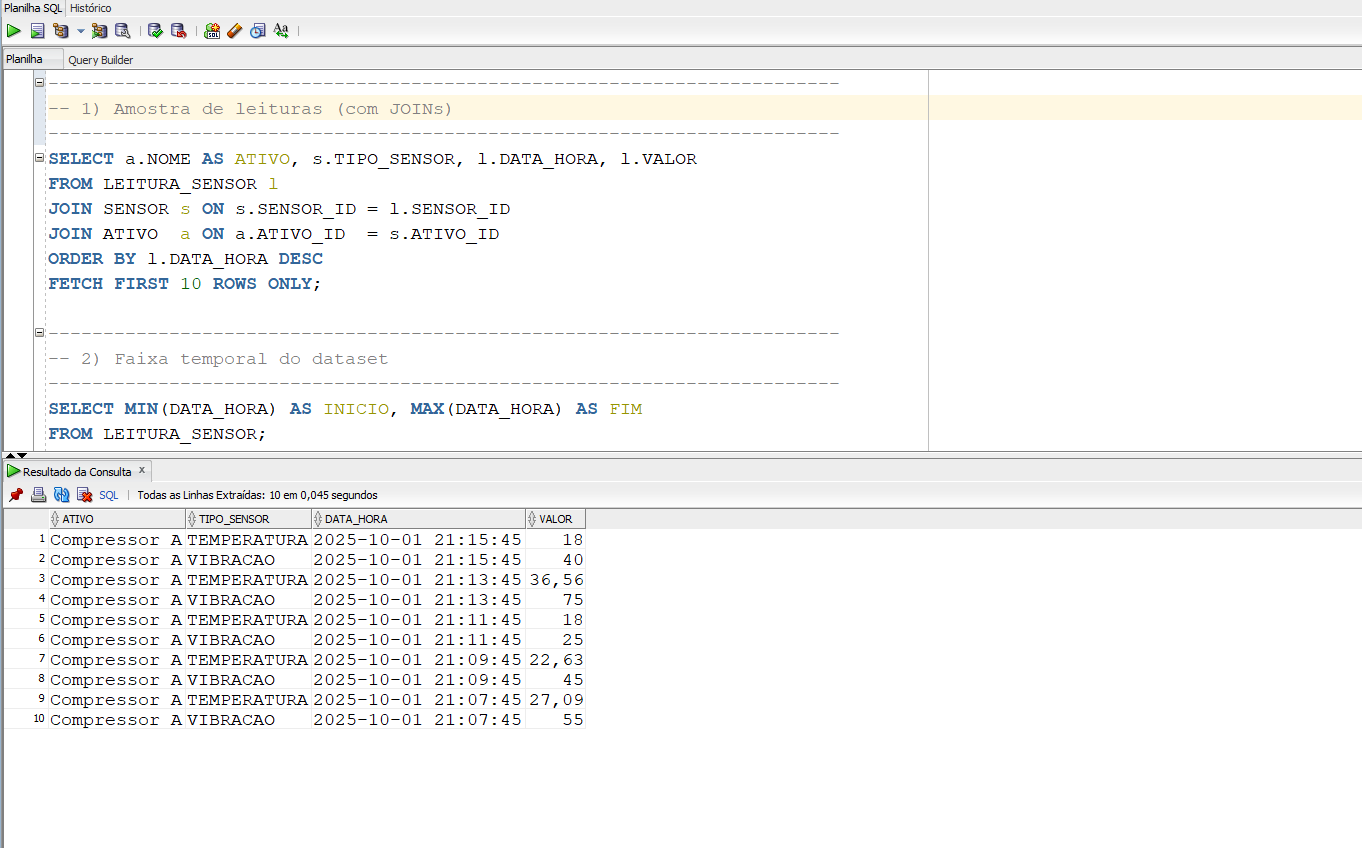 Planilha SQL Histórico
Planilha Query Builder
------------------------------------------------------------------------
-- 1) Amostra de leituras (com JOINs)
------------------------------------------------------------------------
SELECT a.NOME AS ATIVO, s.TIPO_SENSOR, l.DATA_HORA, l.VALOR
FROM LEITURA_SENSOR l
JOIN SENSOR s ON s.SENSOR_ID = l.SENSOR_ID
JOIN ATIVO  a ON a.ATIVO_ID  = s.ATIVO_ID
ORDER BY l.DATA_HORA DESC
FETCH FIRST 10 ROWS ONLY;
------------------------------------------------------------------------
-- 2) Faixa temporal do dataset
------------------------------------------------------------------------
SELECT MIN(DATA_HORA) AS INICIO, MAX(DATA_HORA) AS FIM
FROM LEITURA_SENSOR;
Resultado da Consulta x
SQL | Todas as Linhas Extraídas: 10 em 0,045 segundos
ATIVO TIPO_SENSOR DATA_HORA VALOR
1 Compressor A TEMPERATURA 2025-10-01 21:15:45 18
2 Compressor A VIBRACAO 2025-10-01 21:15:45 40
3 Compressor A TEMPERATURA 2025-10-01 21:13:45 36,56
4 Compressor A VIBRACAO 2025-10-01 21:13:45 75
5 Compressor A TEMPERATURA 2025-10-01 21:11:45 18
6 Compressor A VIBRACAO 2025-10-01 21:11:45 25
7 Compressor A TEMPERATURA 2025-10-01 21:09:45 22,63
8 Compressor A VIBRACAO 2025-10-01 21:09:45 45
9 Compressor A TEMPERATURA 2025-10-01 21:07:45 27,09
10 Compressor A VIBRACAO 2025-10-01 21:07:45 55